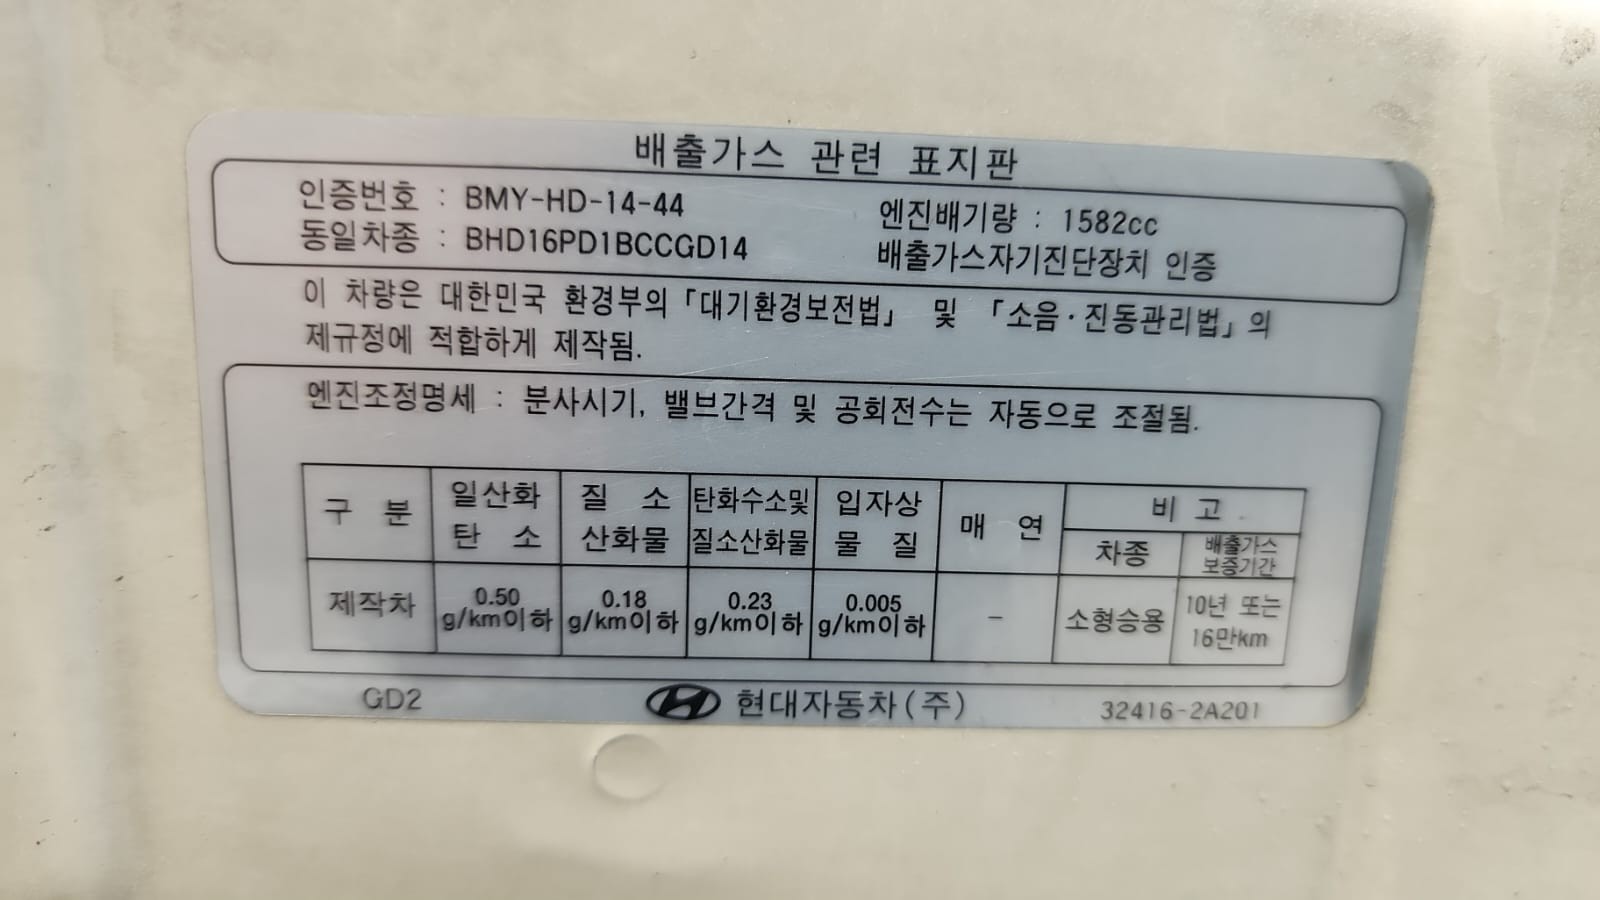 배출가스 관련 표지판
인증번호 : BMY-HD-14-44
엔진배기량 : 1582cc
동일차종 : BHD16PD1BCCGD14
배출가스자기진단장치 인증
이 차량은 대한민국 환경부의「대기환경보전법」 및 「소음·진동관리법」의
제규정에 적합하게 제작됨.
엔진조정명세 : 분사시기, 밸브간격 및 공회전수는 자동으로 조절됨.
구 분 일산화 탄 소 질 소 산화물 탄화수소및 질소산화물 입자상 물 질 매 연 비 고
차종 배출가스 보증기간
제작차 0.50 g/km이하 0.18 g/km이하 0.23 g/km이하 0.005 g/km이하 - 소형승용 10년 또는 16만km
GD2 현대자동차(주) 32416-2A201